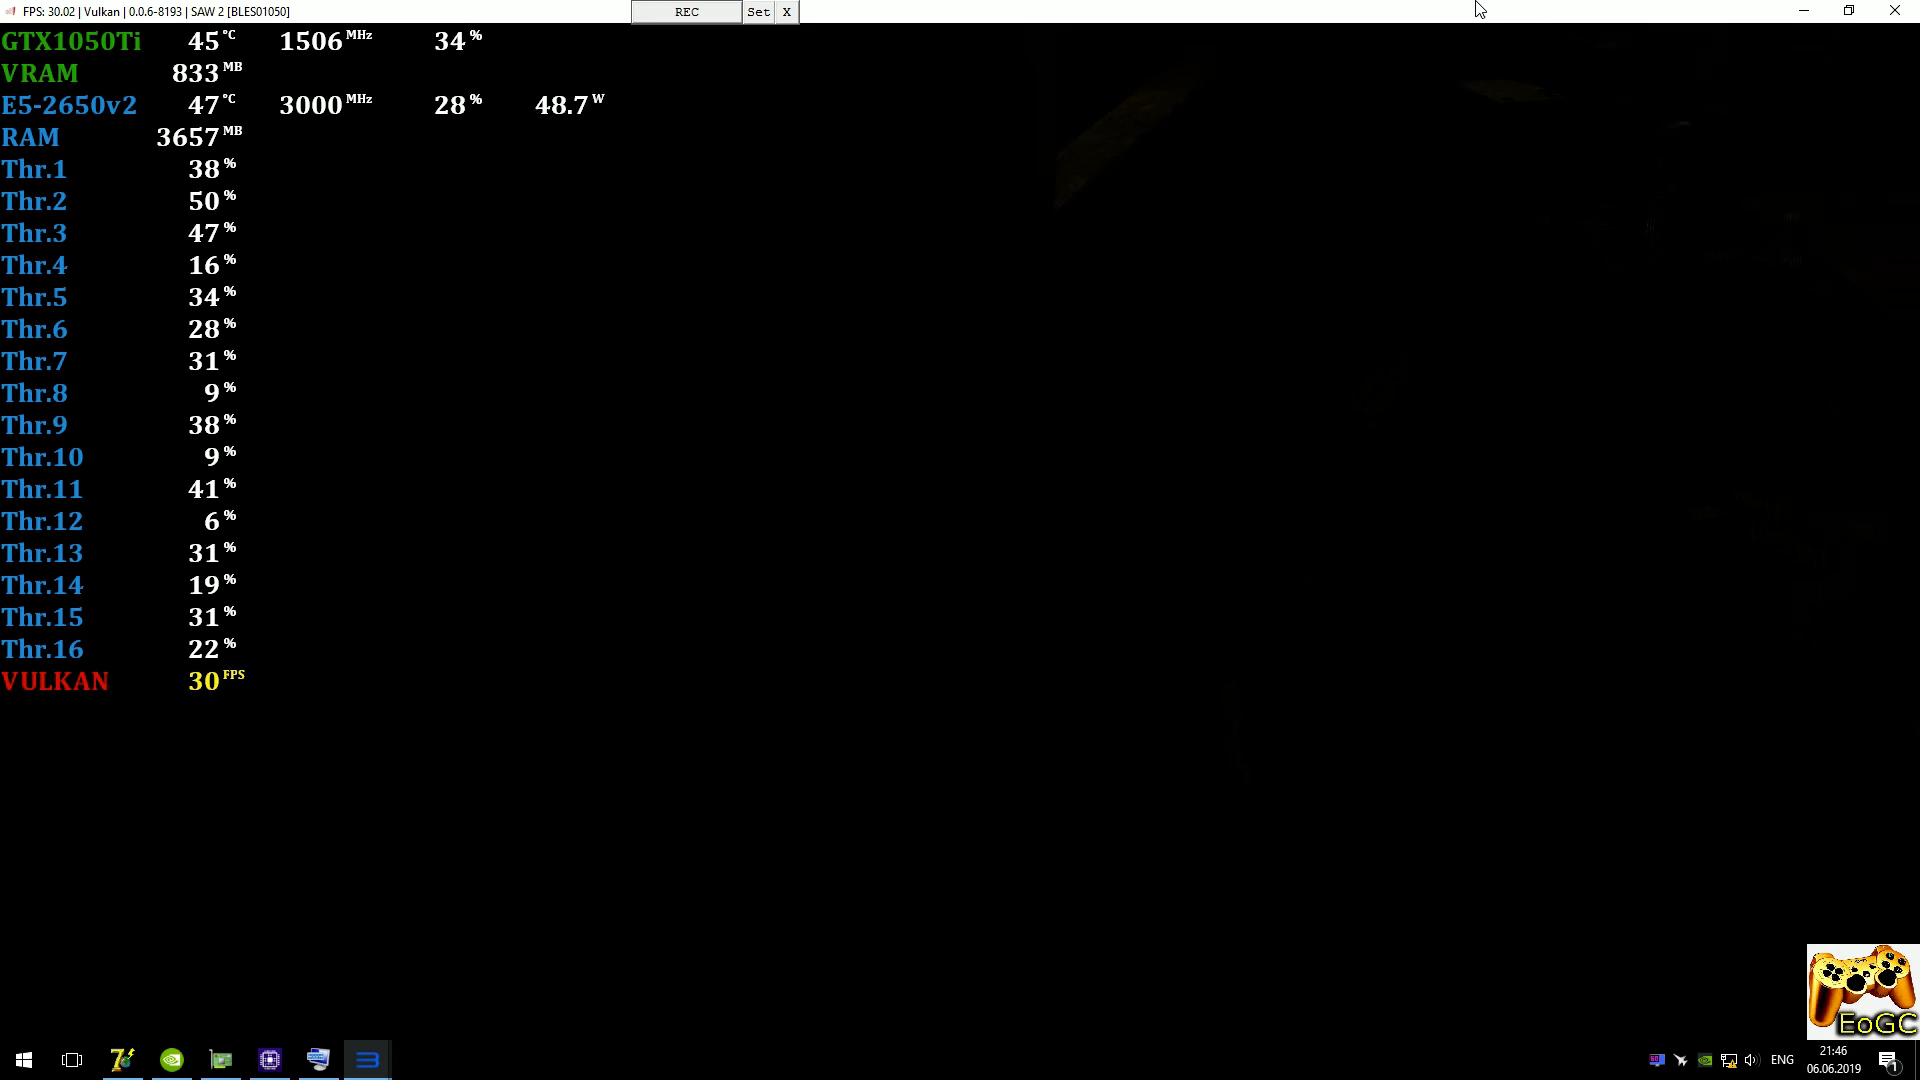 FPS: 30.02 | Vulkan | 0.0.6-8193 | SAW 2 [BLES01050]
REC Set X
GTX1050Ti 45 °C 1506 MHz 34 %
VRAM 833 MB
E5-2650v2 47 °C 3000 MHz 28 % 48.7 W
RAM 3657 MB
Thr.1 38 %
Thr.2 50 %
Thr.3 47 %
Thr.4 16 %
Thr.5 34 %
Thr.6 28 %
Thr.7 31 %
Thr.8 9 %
Thr.9 38 %
Thr.10 9 %
Thr.11 41 %
Thr.12 6 %
Thr.13 31 %
Thr.14 19 %
Thr.15 31 %
Thr.16 22 %
VULKAN 30 FPS
EoGC
ENG
21:46
06.06.2019
1